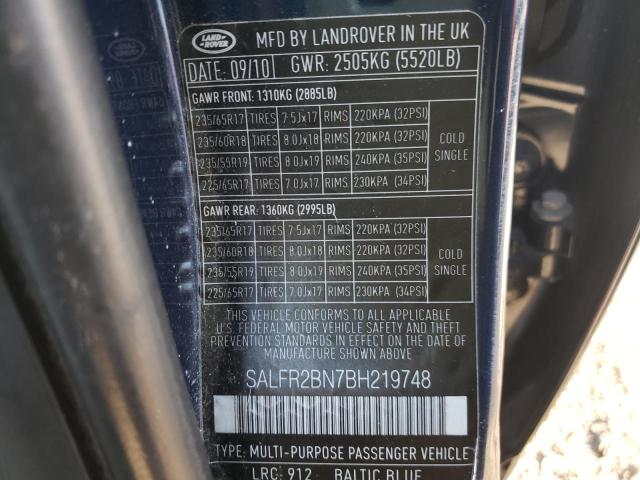 LAND ROVER
MFD BY LANDROVER IN THE UK
DATE: 09/10 GWR: 2505KG (5520LB)
GAWR FRONT: 1310KG (2885LB)
235/65R17 TIRES 7.5Jx17 RIMS 220KPA (32PSI)
235/60R18 TIRES 8.0Jx18 RIMS 220KPA (32PSI)
235/55R19 TIRES 8.0Jx19 RIMS 240KPA (35PSI)
225/65R17 TIRES 7.0Jx17 RIMS 230KPA (34PSI)
COLD
SINGLE
GAWR REAR: 1360KG (2995LB)
235/65R17 TIRES 7.5Jx17 RIMS 220KPA (32PSI)
235/60R18 TIRES 8.0Jx18 RIMS 220KPA (32PSI)
235/55R19 TIRES 8.0Jx19 RIMS 240KPA (35PSI)
225/65R17 TIRES 7.0Jx17 RIMS 230KPA (34PSI)
COLD
SINGLE
THIS VEHICLE CONFORMS TO ALL APPLICABLE
U.S. FEDERAL MOTOR VEHICLE SAFETY AND THEFT
PREVENTION STANDARDS IN EFFECT ON THE DATE
OF MANUFACTURE SHOWN ABOVE
SALFR2BN7BH219748
TYPE: MULTI-PURPOSE PASSENGER VEHICLE
LRC: 912 BALTIC BLUE